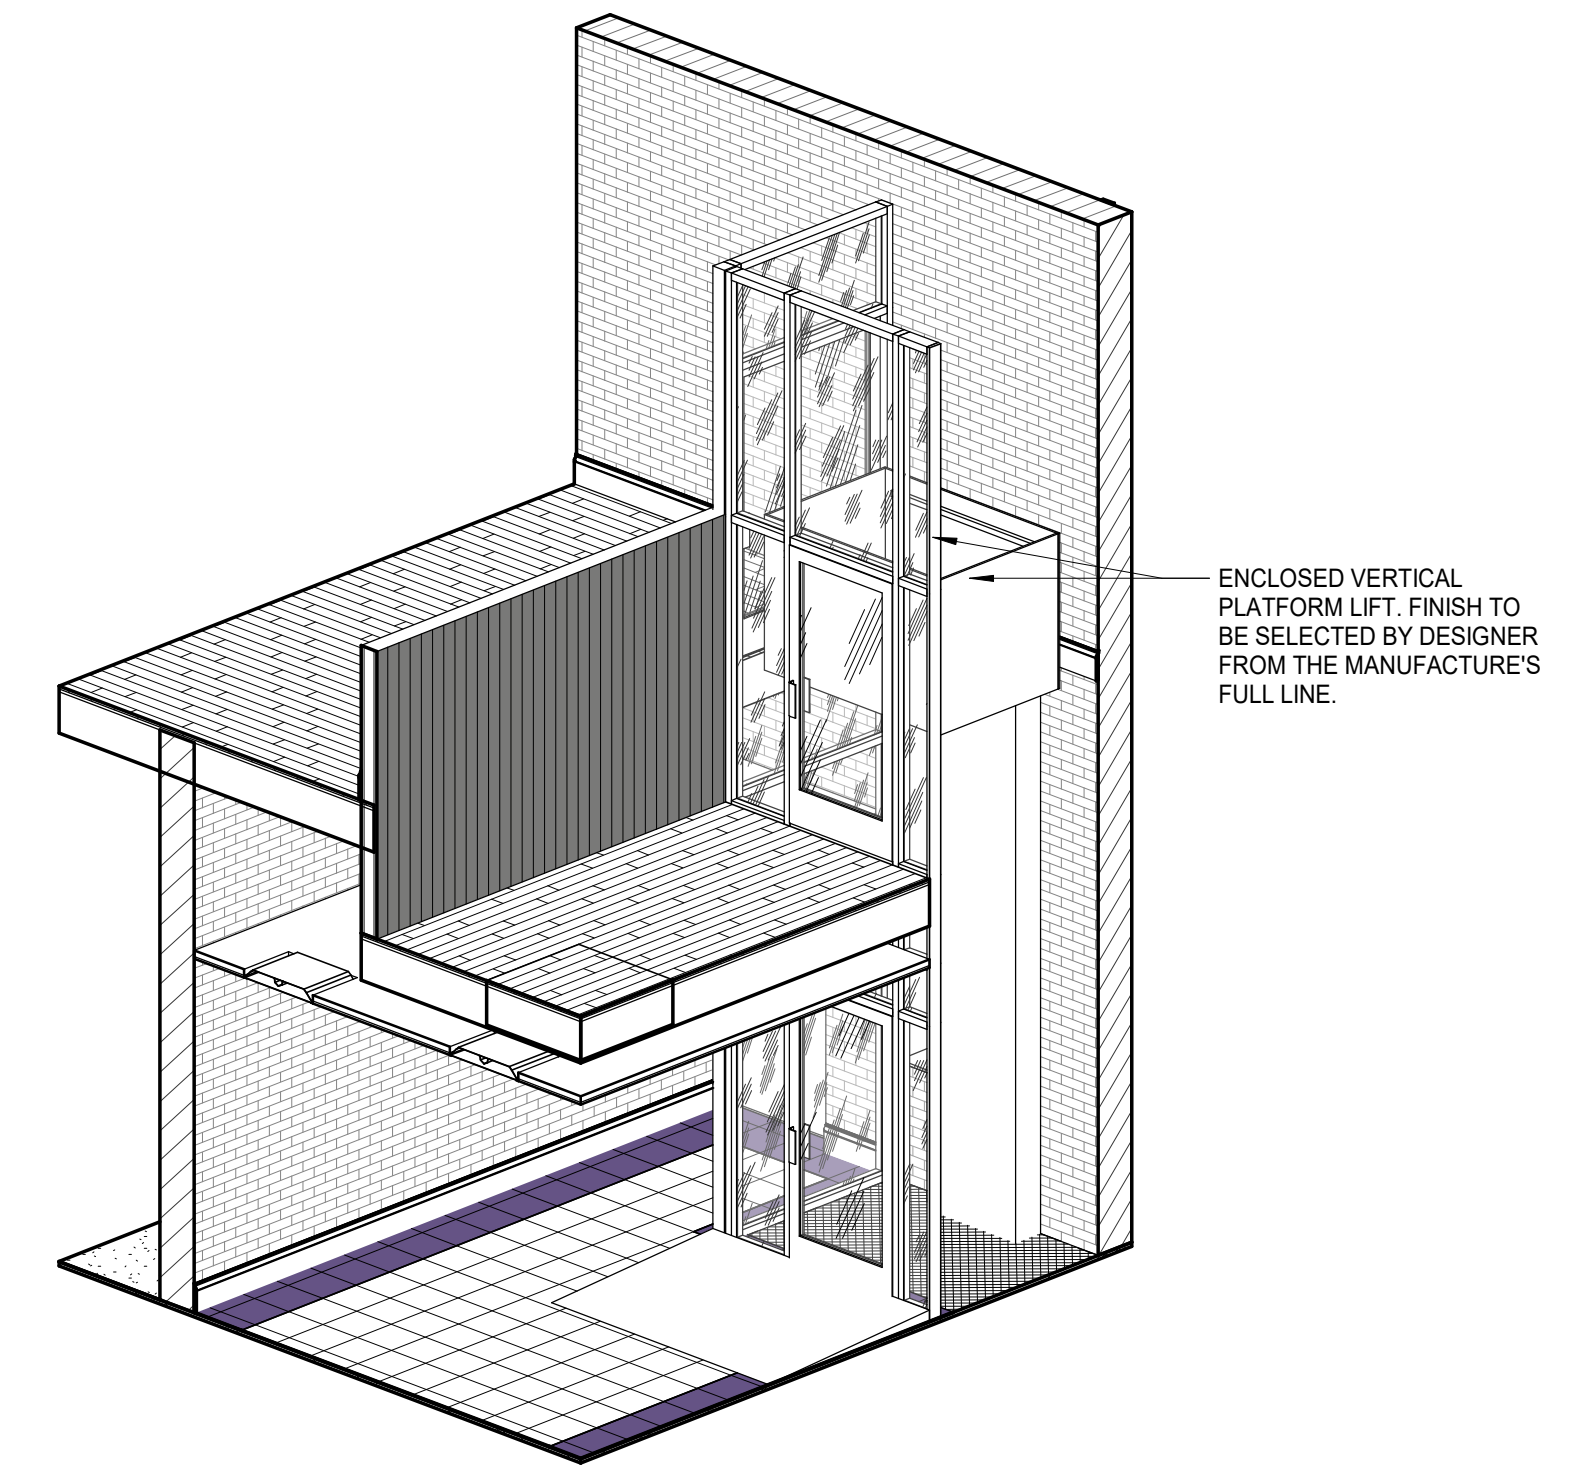 ENCLOSED VERTICAL
PLATFORM LIFT. FINISH TO
BE SELECTED BY DESIGNER
FROM THE MANUFACTURE'S
FULL LINE.